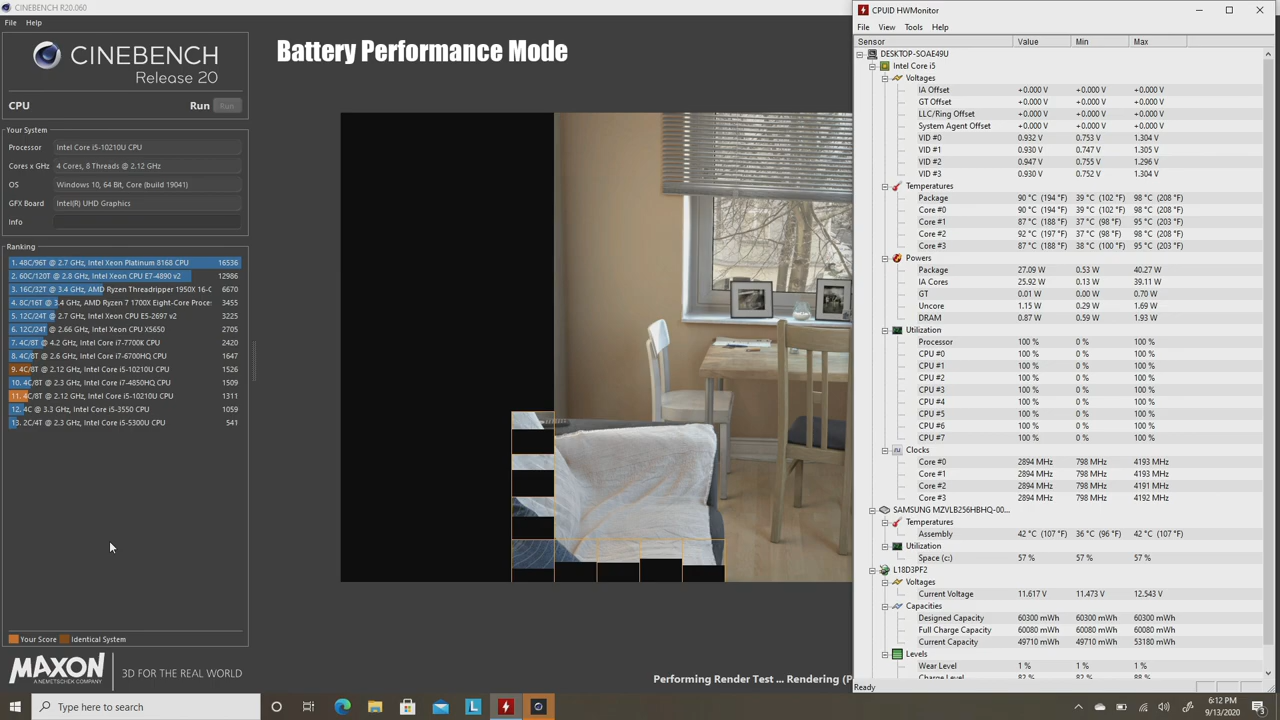 CINEBENCH R20.060
File Help
CINEBENCH
Release 20
CPU Run Run
Your System
Processor
Cores x GHz
OS Windows 10, 64 Bit, Core (build 19041)
GFX Board Intel(R) UHD Graphics
Info
Ranking
1. 48C/96T @ 2.7 GHz, Intel Xeon Platinum 8168 CPU 16536
2. 60C/120T @ 2.8 GHz, Intel Xeon CPU E7-4890 v2 12986
3. 16C/32T @ 3.4 GHz, AMD Ryzen Threadripper 1950X 16-C 6670
4. 8C/16T @ 3.4 GHz, AMD Ryzen 7 1700X Eight-Core Proce: 3455
5. 12C/24T @ 2.7 GHz, Intel Xeon CPU E5-2697 v2 3225
6. 12C/24T @ 2.66 GHz, Intel Xeon CPU X5650 2705
7. 4C/8T @ 4.2 GHz, Intel Core i7-7700K CPU 2420
8. 4C/8T @ 2.6 GHz, Intel Core i7-6700HQ CPU 1647
9. 4C/8T @ 2.12 GHz, Intel Core i5-10210U CPU 1526
10. 4C/8T @ 2.3 GHz, Intel Core i7-4850HQ CPU 1509
11. 4C/8T @ 2.12 GHz, Intel Core i5-10210U CPU 1311
12. 4C @ 3.3 GHz, Intel Core i5-3550 CPU 1059
13. 2C/4T @ 2.3 GHz, Intel Core i5-5300U CPU 541
Your Score Identical System
MAXON
A NEMETSCHEK COMPANY
3D FOR THE REAL WORLD
Battery Performance Mode
Performing Render Test ... Rendering (P
CPUID HWMonitor
File View Tools Help
Sensor Value Min Max
DESKTOP-SOAE49U
Intel Core i5
Voltages
IA Offset +0.000 V +0.000 V +0.000 V
GT Offset +0.000 V +0.000 V +0.000 V
LLC/Ring Offset +0.000 V +0.000 V +0.000 V
System Agent Offset +0.000 V +0.000 V +0.000 V
VID #0 0.932 V 0.753 V 1.304 V
VID #1 0.930 V 0.747 V 1.305 V
VID #2 0.947 V 0.755 V 1.296 V
VID #3 0.930 V 0.752 V 1.304 V
Temperatures
Package 90 °C (194 °F) 39 °C (102 °F) 98 °C (208 °F)
Core #0 90 °C (194 °F) 39 °C (102 °F) 98 °C (208 °F)
Core #1 87 °C (188 °F) 37 °C (98 °F) 95 °C (203 °F)
Core #2 92 °C (197 °F) 37 °C (98 °F) 98 °C (208 °F)
Core #3 87 °C (188 °F) 38 °C (100 °F) 95 °C (203 °F)
Powers
Package 27.09 W 0.53 W 40.27 W
IA Cores 25.92 W 0.13 W 39.11 W
GT 0.01 W 0.00 W 0.70 W
Uncore 1.15 W 0.29 W 1.69 W
DRAM 0.87 W 0.59 W 1.93 W
Utilization
Processor 100 % 0 % 100 %
CPU #0 100 % 0 % 100 %
CPU #1 100 % 0 % 100 %
CPU #2 100 % 0 % 100 %
CPU #3 100 % 0 % 100 %
CPU #4 100 % 0 % 100 %
CPU #5 100 % 0 % 100 %
CPU #6 100 % 0 % 100 %
CPU #7 100 % 0 % 100 %
Clocks
Core #0 2894 MHz 798 MHz 4193 MHz
Core #1 2894 MHz 798 MHz 4193 MHz
Core #2 2894 MHz 798 MHz 4191 MHz
Core #3 2894 MHz 798 MHz 4192 MHz
SAMSUNG MZVLB256HBHQ-00...
Temperatures
Assembly 42 °C (107 °F) 36 °C (96 °F) 42 °C (107 °F)
Utilization
Space (c:) 57 % 57 % 57 %
L18D3PF2
Voltages
Current Voltage 11.617 V 11.473 V 12.543 V
Capacities
Designed Capacity 60300 mWh 60300 mWh 60300 mWh
Full Charge Capacity 60080 mWh 60080 mWh 60080 mWh
Current Capacity 49710 mWh 49710 mWh 53180 mWh
Levels
Wear Level 1 % 1 % 1 %
Charge Level 82 % 82 % 88 %
Ready
Type here to search
6:12 PM
9/13/2020